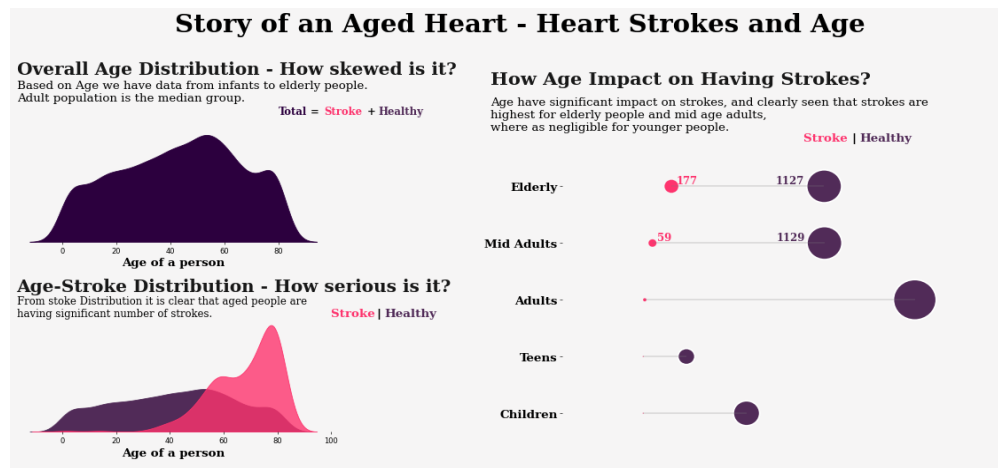 Story of an Aged Heart - Heart Strokes and Age
Overall Age Distribution - How skewed is it?
Based on Age we have data from infants to elderly people.
Adult population is the median group.
Total = Stroke + Healthy
0 20 40 60 80
Age of a person
Age-Stroke Distribution - How serious is it?
From stoke Distribution it is clear that aged people are
having significant number of strokes.
Stroke | Healthy
0 20 40 60 80 100
Age of a person
How Age Impact on Having Strokes?
Age have significant impact on strokes, and clearly seen that strokes are
highest for elderly people and mid age adults,
where as negligible for younger people.
Stroke | Healthy
Elderly 177 1127
Mid Adults 59 1129
Adults
Teens
Children